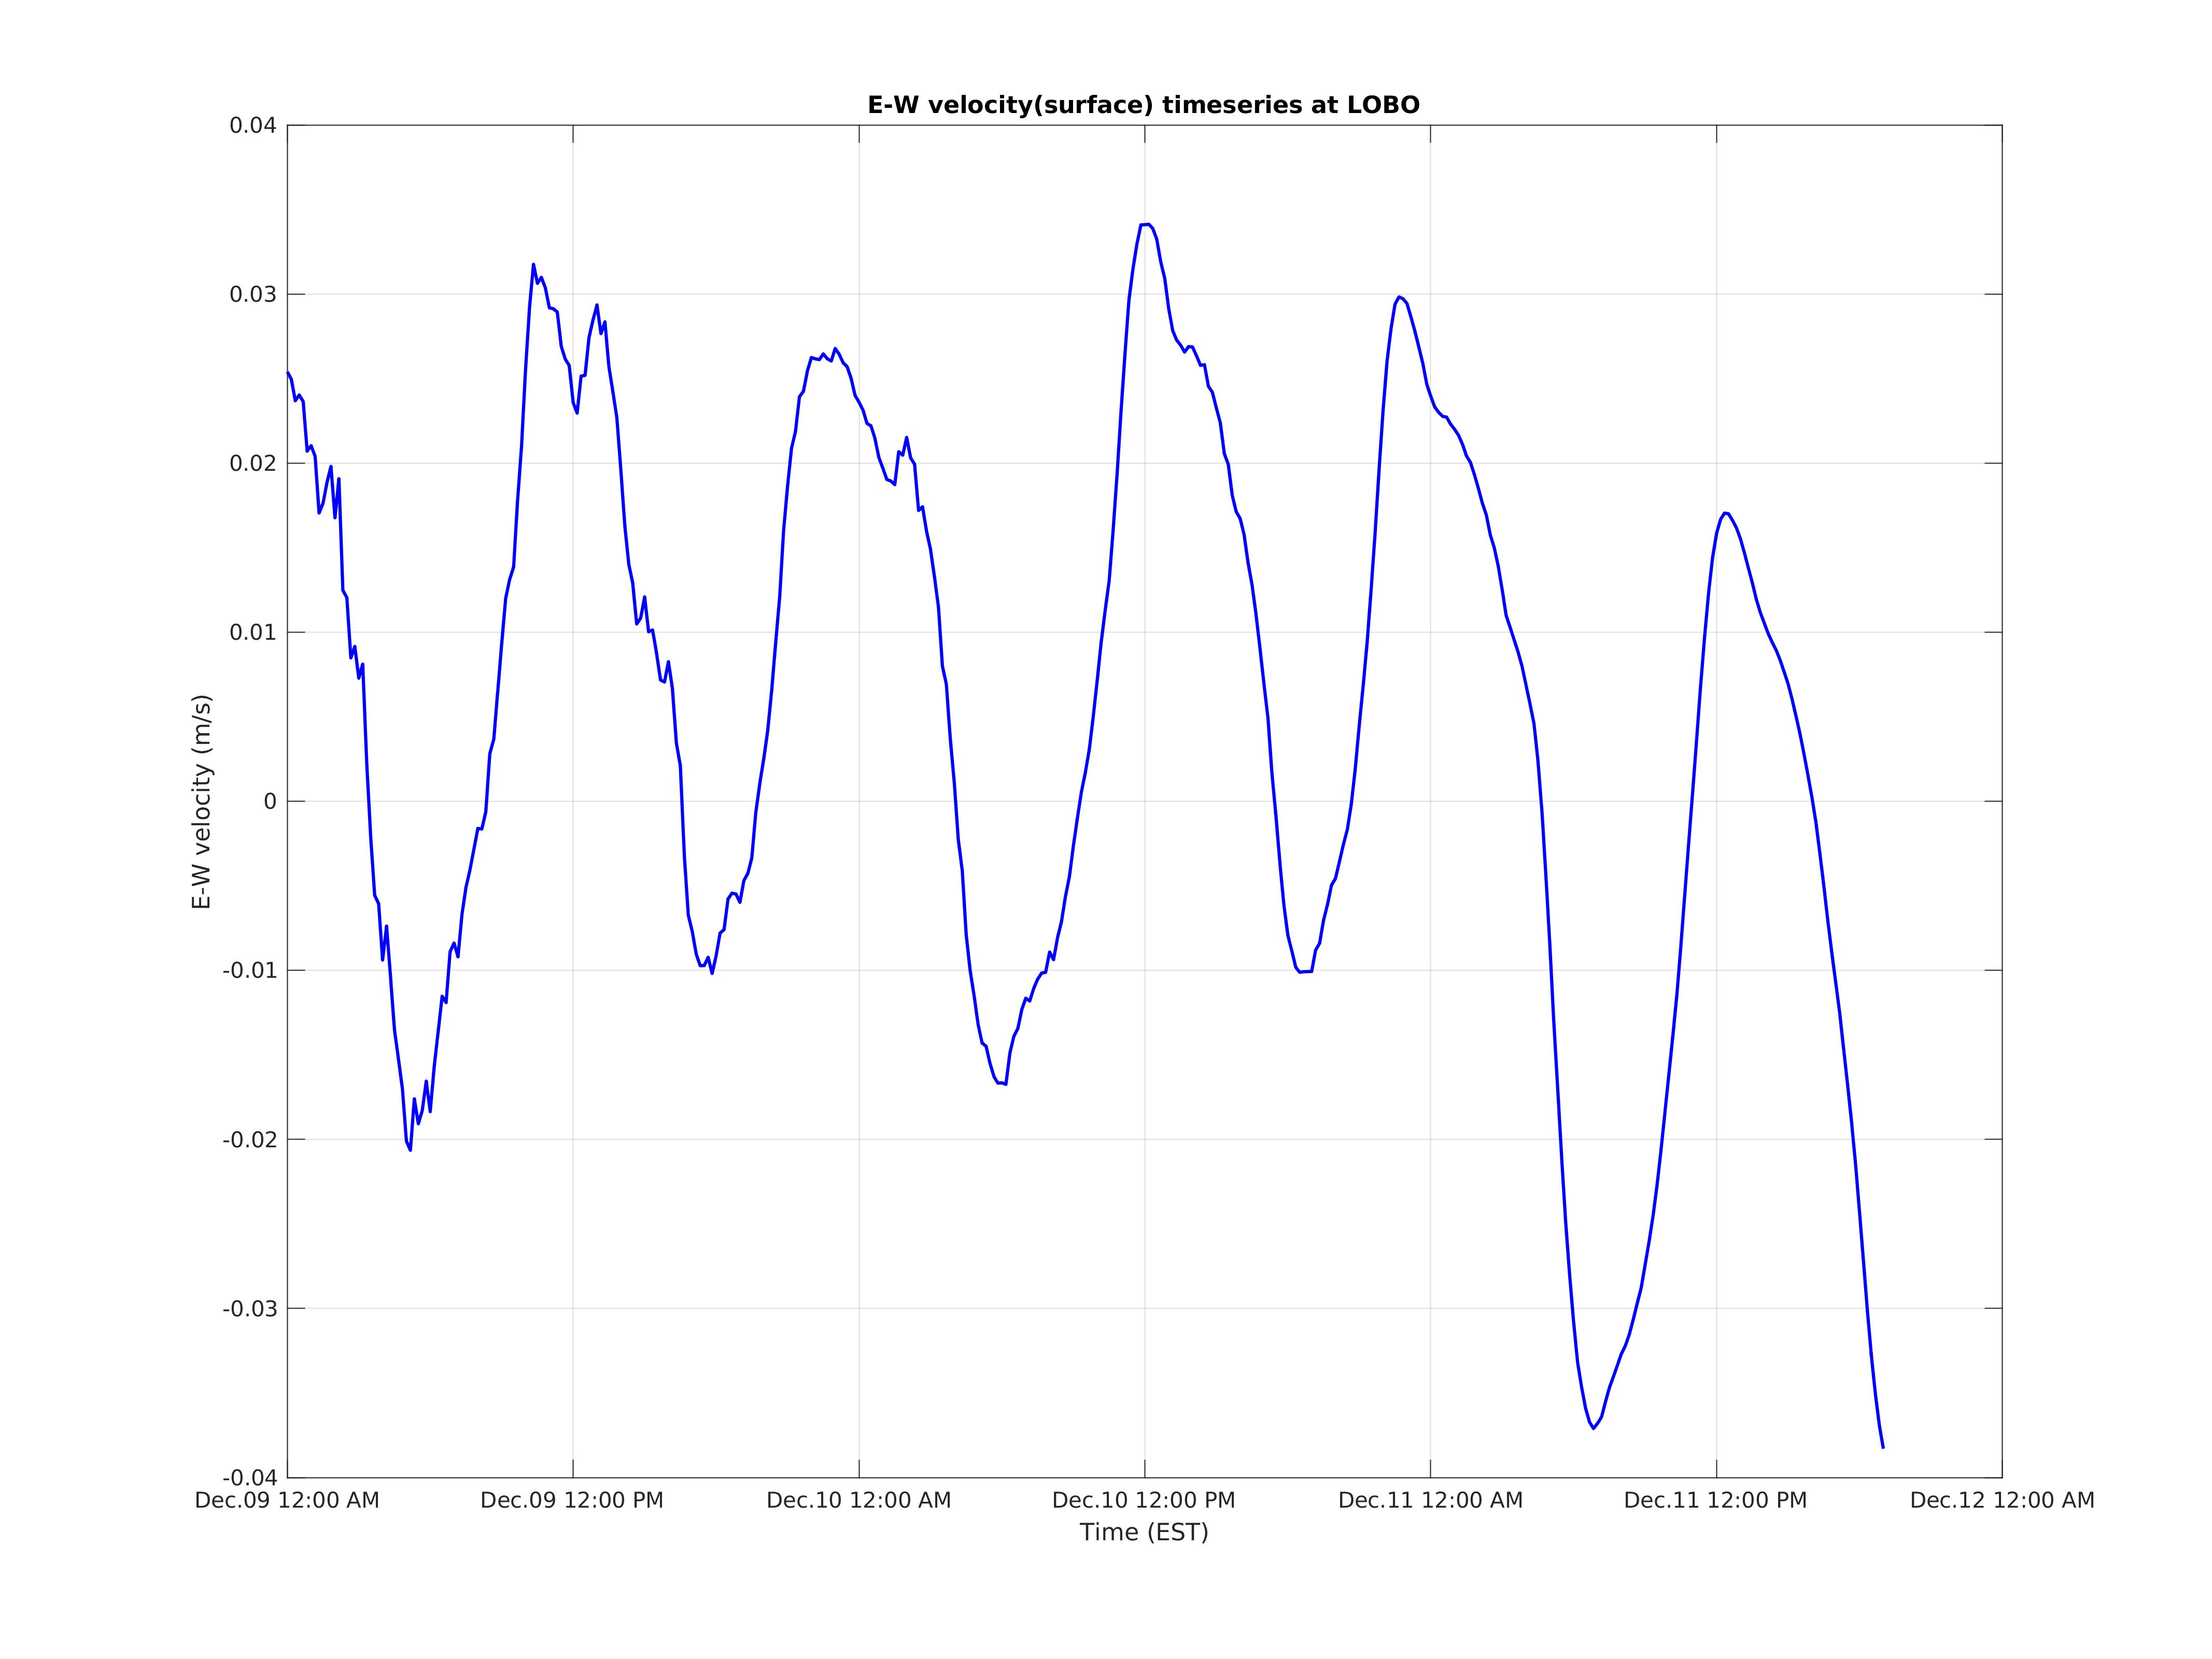 E-W velocity(surface) timeseries at LOBO
0.04
0.03
0.02
0.01
0
-0.01
-0.02
-0.03
-0.04
E-W velocity (m/s)
Dec.09 12:00 AM
Dec.09 12:00 PM
Dec.10 12:00 AM
Dec.10 12:00 PM
Dec.11 12:00 AM
Dec.11 12:00 PM
Dec.12 12:00 AM
Time (EST)